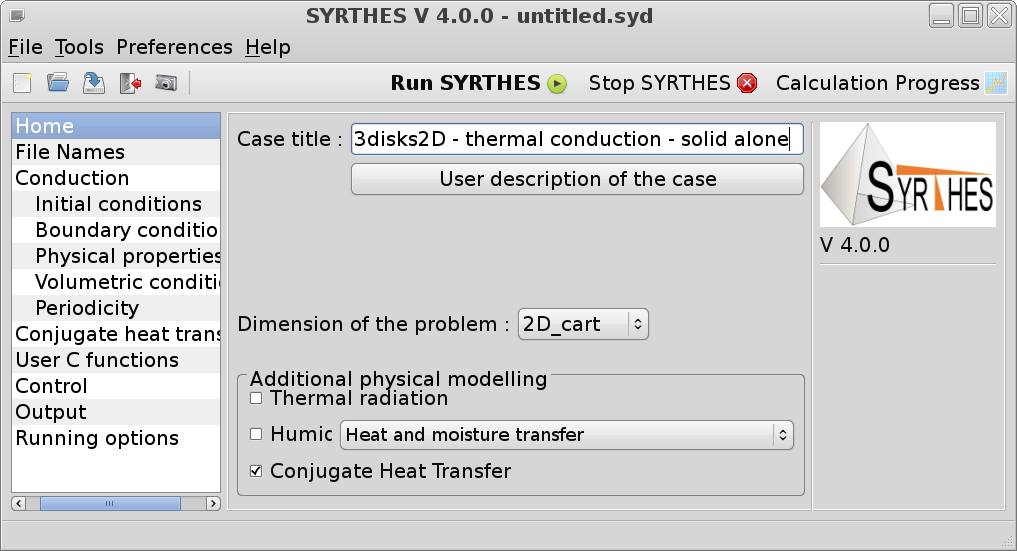 SYRTHES V 4.0.0 - untitled.syd
File Tools Preferences Help
Run SYRTHES Stop SYRTHES Calculation Progress
Home
File Names
Conduction
Initial conditions
Boundary conditio
Physical properties
Volumetric conditi
Periodicity
Conjugate heat trans
User C functions
Control
Output
Running options
Case title : 3disks2D - thermal conduction - solid alone
User description of the case
Dimension of the problem : 2D_cart
Additional physical modelling
Thermal radiation
Humic Heat and moisture transfer
Conjugate Heat Transfer
SYRTHES
V 4.0.0